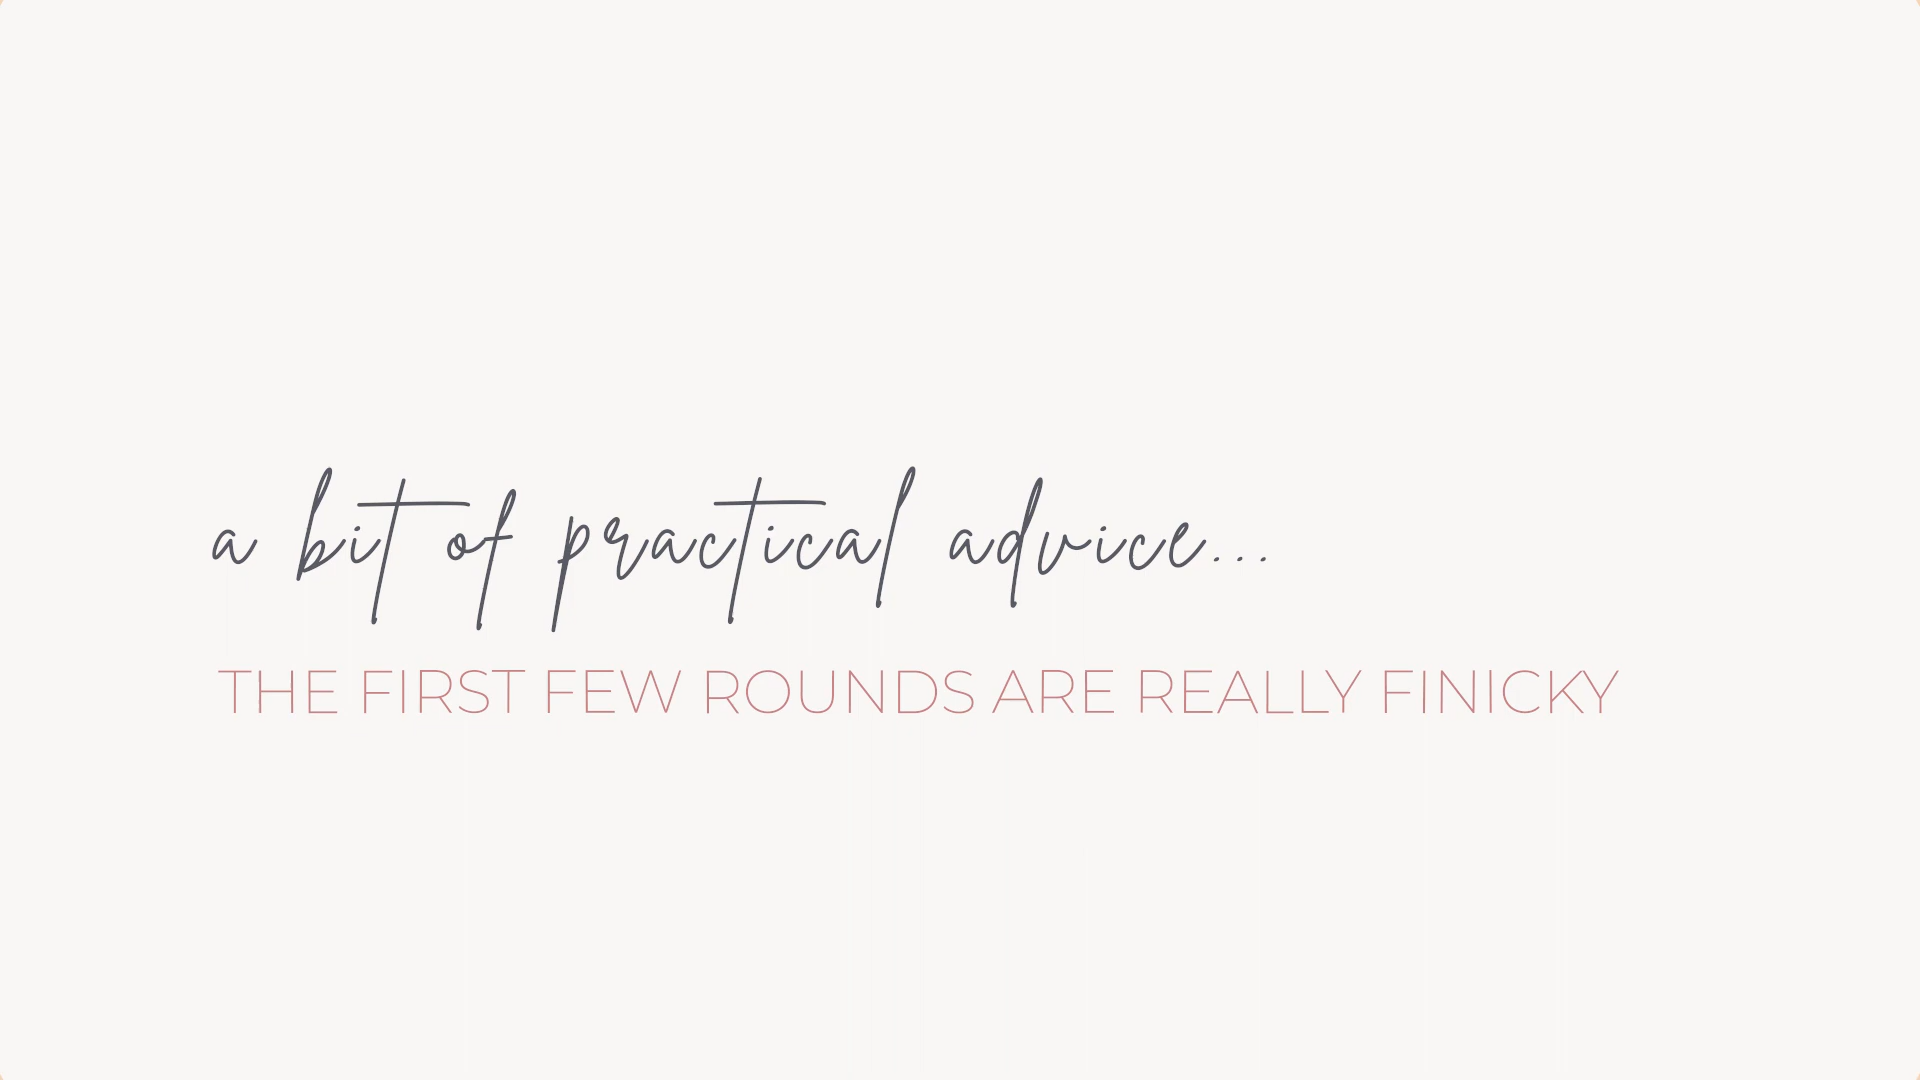 a bit of practical advice...
THE FIRST FEW ROUNDS ARE REALLY FINICKY